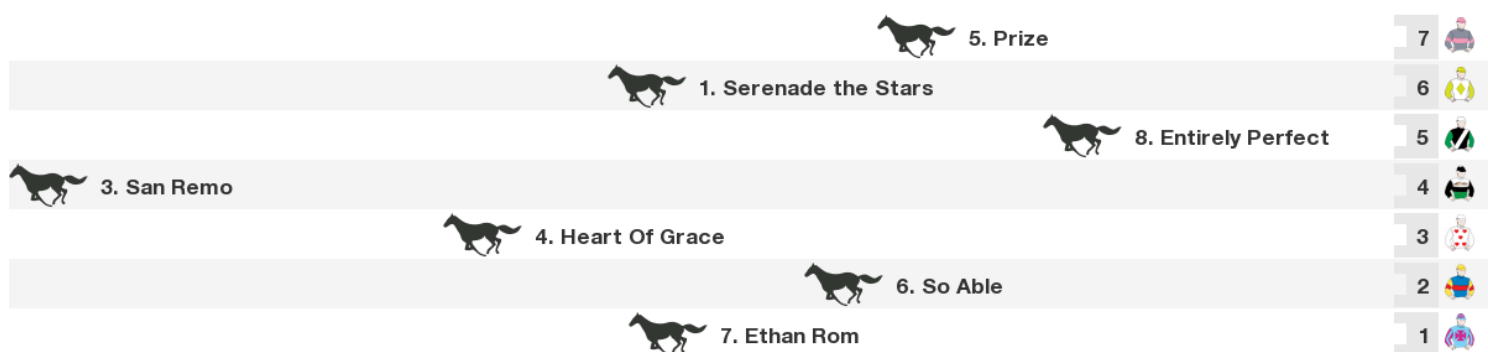 5. Prize 7
1. Serenade the Stars 6
8. Entirely Perfect 5
3. San Remo 4
4. Heart Of Grace 3
6. So Able 2
7. Ethan Rom 1